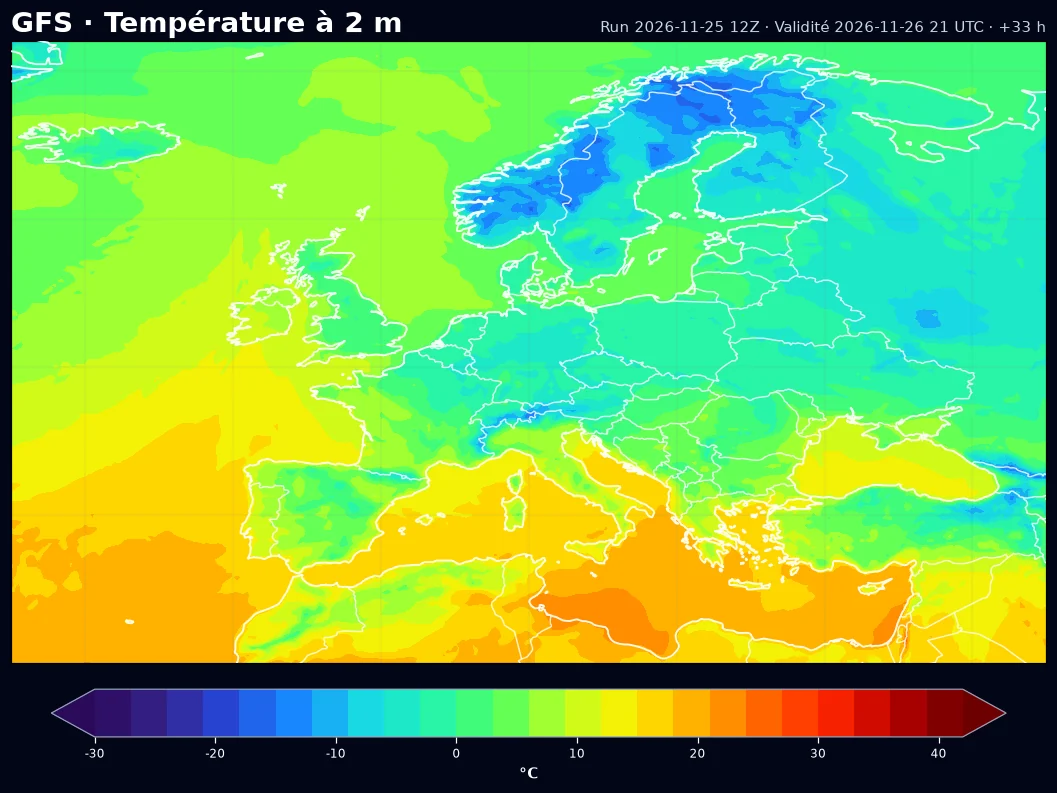 GFS · Température à 2 m
Run 2026-11-25 12Z · Validité 2026-11-26 21 UTC · +33 h
-30 -20 -10 0 10 20 30 40
°C